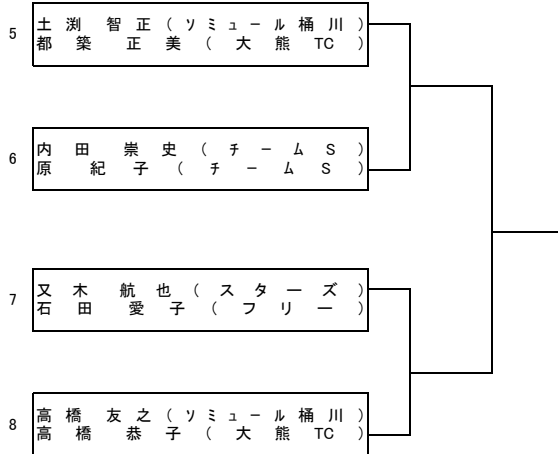 5
土渕 智正(ソミュール桶川)
都築 正美(大熊TC)
6
内田 崇史(チームS)
原 紀子(チームS)
7
又木 航也(スターズ)
石田 愛子(フリー)
8
高橋 友之(ソミュール桶川)
高橋 恭子(大熊TC)